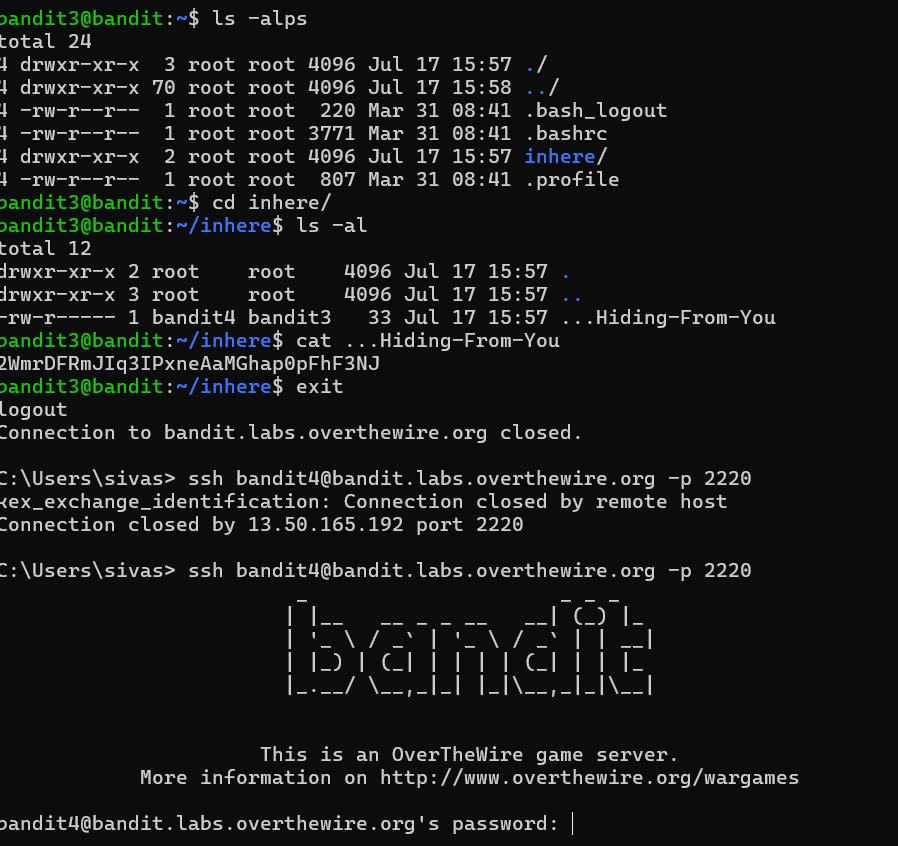 bandit3@bandit:~$ ls -alps
total 24
4 drwxr-xr-x  3 root root 4096 Jul 17 15:57 ./
4 drwxr-xr-x 70 root root 4096 Jul 17 15:58 ../
4 -rw-r--r--  1 root root  220 Mar 31 08:41 .bash_logout
4 -rw-r--r--  1 root root 3771 Mar 31 08:41 .bashrc
4 drwxr-xr-x  2 root root 4096 Jul 17 15:57 inhere/
4 -rw-r--r--  1 root root  807 Mar 31 08:41 .profile
bandit3@bandit:~$ cd inhere/
bandit3@bandit:~/inhere$ ls -al
total 12
drwxr-xr-x 2 root    root    4096 Jul 17 15:57 .
drwxr-xr-x 3 root    root    4096 Jul 17 15:57 ..
-rw-r----- 1 bandit4 bandit3   33 Jul 17 15:57 ...Hiding-From-You
bandit3@bandit:~/inhere$ cat ...Hiding-From-You
2WmrDFRmJIq3IPxneAaMGhap0pFhF3NJ
bandit3@bandit:~/inhere$ exit
logout
Connection to bandit.labs.overthewire.org closed.
C:\Users\sivas> ssh bandit4@bandit.labs.overthewire.org -p 2220
kex_exchange_identification: Connection closed by remote host
Connection closed by 13.50.165.192 port 2220
C:\Users\sivas> ssh bandit4@bandit.labs.overthewire.org -p 2220
bandit
This is an OverTheWire game server.
More information on http://www.overthewire.org/wargames
bandit4@bandit.labs.overthewire.org's password: